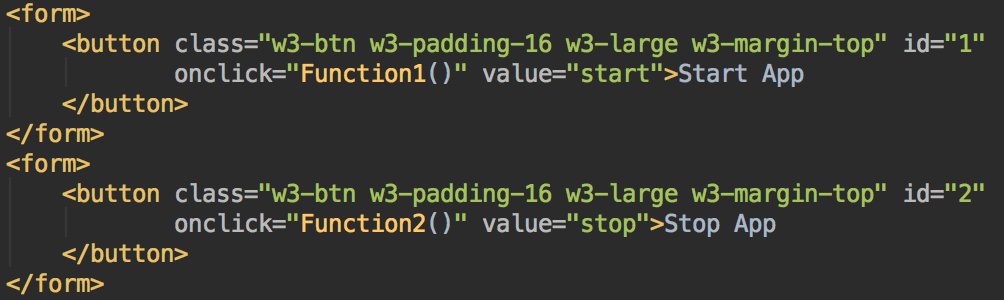 <form>
    <button class="w3-btn w3-padding-16 w3-large w3-margin-top" id="1"
            onclick="Function1()" value="start">Start App
    </button>
</form>
<form>
    <button class="w3-btn w3-padding-16 w3-large w3-margin-top" id="2"
            onclick="Function2()" value="stop">Stop App
    </button>
</form>